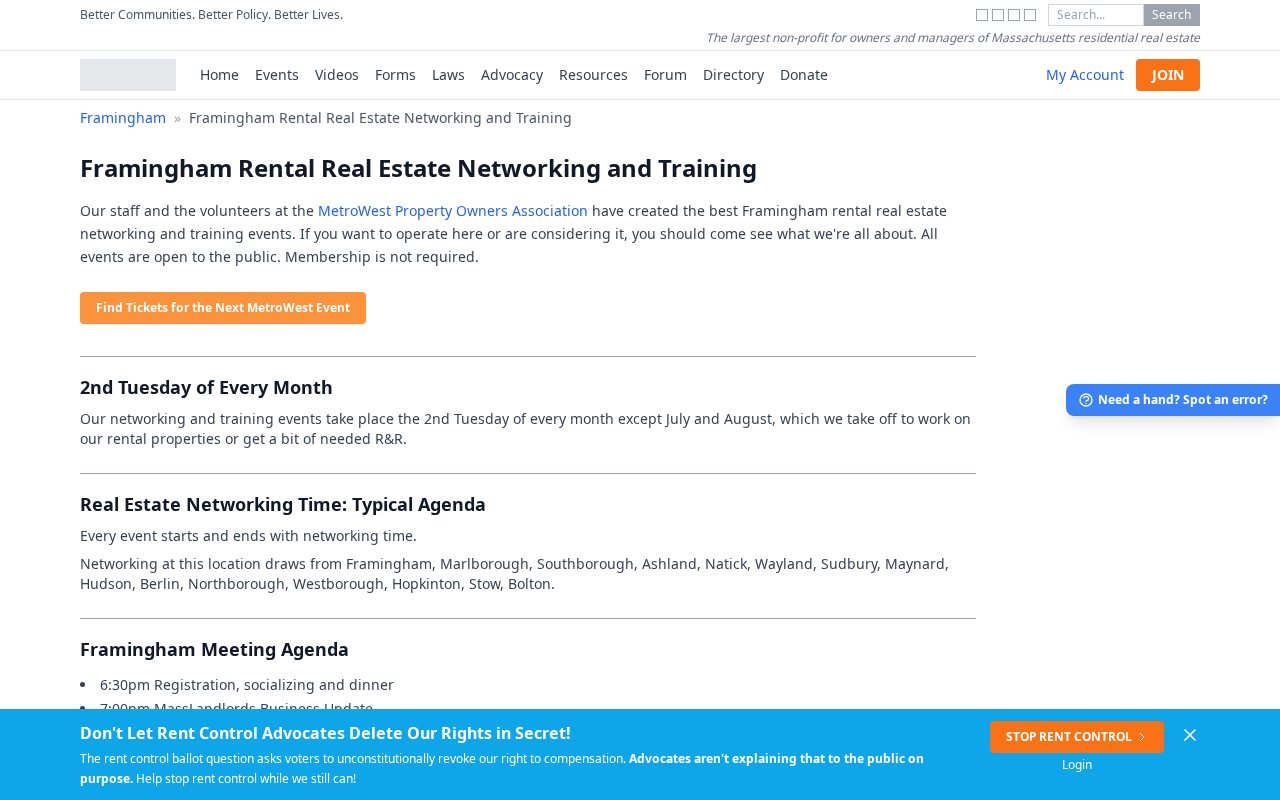 Better Communities. Better Policy. Better Lives.
Search...
Search
The largest non-profit for owners and managers of Massachusetts residential real estate
Home Events Videos Forms Laws Advocacy Resources Forum Directory Donate
My Account
JOIN
Framingham » Framingham Rental Real Estate Networking and Training
Framingham Rental Real Estate Networking and Training
Our staff and the volunteers at the MetroWest Property Owners Association have created the best Framingham rental real estate
networking and training events. If you want to operate here or are considering it, you should come see what we're all about. All
events are open to the public. Membership is not required.
Find Tickets for the Next MetroWest Event
2nd Tuesday of Every Month
Our networking and training events take place the 2nd Tuesday of every month except July and August, which we take off to work on
our rental properties or get a bit of needed R&R.
Need a hand? Spot an error?
Real Estate Networking Time: Typical Agenda
Every event starts and ends with networking time.
Networking at this location draws from Framingham, Marlborough, Southborough, Ashland, Natick, Wayland, Sudbury, Maynard,
Hudson, Berlin, Northborough, Westborough, Hopkinton, Stow, Bolton.
Framingham Meeting Agenda
• 6:30pm Registration, socializing and dinner
• 7:00pm MassLandlords Business Update
Don't Let Rent Control Advocates Delete Our Rights in Secret!
The rent control ballot question asks voters to unconstitutionally revoke our right to compensation. Advocates aren't explaining that to the public on
purpose. Help stop rent control while we still can!
STOP RENT CONTROL
Login